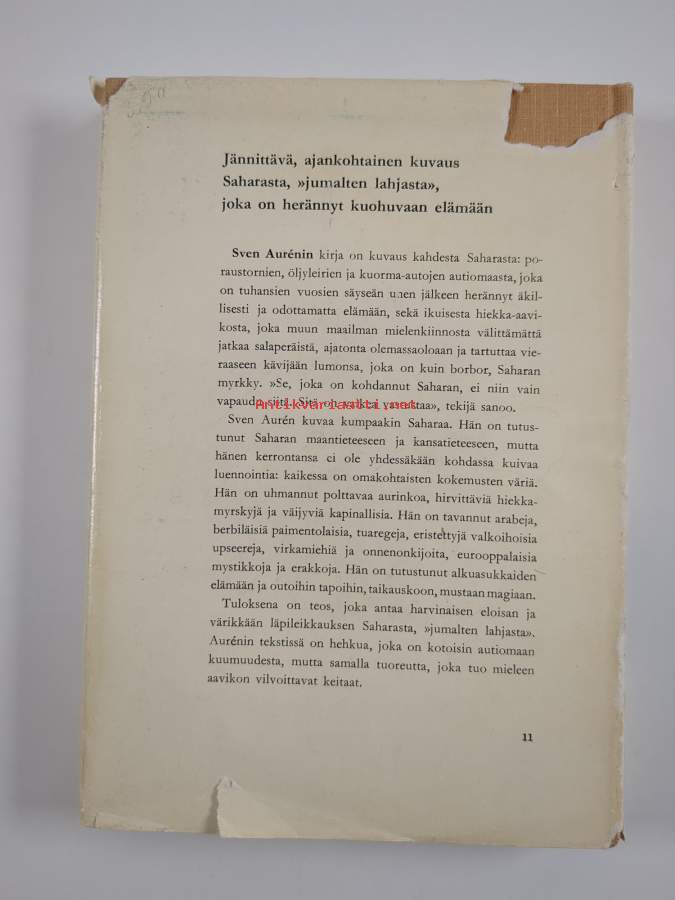 Jännittävä, ajankohtainen kuvaus
Saharasta, »jumalten lahjasta»,
joka on herännyt kuohuvaan elämään
Sven Aurénin kirja on kuvaus kahdesta Saharasta: po-
raustornien, öljyleirien ja kuorma-autojen autiomaasta, joka
on tuhansien vuosien säyseän unen jälkeen herännyt äkil-
lisesti ja odottamatta elämään, sekä ikuisesta hiekka-aavi-
kosta, joka muun maailman mielenkiinnosta välittämättä
jatkaa salaperäistä, ajatonta olemassaoloaan ja tartuttaa vie-
raaseen kävijään lumonsa, joka on kuin borbor, Saharan
myrkky. »Se, joka on kohdannut Saharan, ei niin vain
vapaudu siitä. Sitä on vaikea vastustaa», tekijä sanoo.
Antikvariaatti.net
Sven Aurén kuvaa kumpaakin Saharaa. Hän on tutus-
tunut Saharan maantieteeseen ja kansatieteeseen, mutta
hänen kerrontansa ei ole yhdessäkään kohdassa kuivaa
luennointia: kaikessa on omakohtaisten kokemusten väriä.
Hän on uhmannut polttavaa aurinkoa, hirvittäviä hiekka-
myrskyjä ja väijyviä kapinallisia. Hän on tavannut arabeja,
berbiläisiä paimentolaisia, tuaregeja, eristettyjä valkoihoisia
upseereja, virkamiehiä ja onnenonkijoita, eurooppalaisia
mystikkoja ja erakkoja. Hän on tutustunut alkuasukkaiden
elämään ja outoihin tapoihin, taikauskoon, mustaan magiaan.
Tuloksena on teos, joka antaa harvinaisen eloisan ja
värikkään läpileikkauksen Saharasta, »jumalten lahjasta».
Aurénin tekstissä on hehkua, joka on kotoisin autiomaan
kuumuudesta, mutta samalla tuoreutta, joka tuo mieleen
aavikon vilvoittavat keitaat.
11